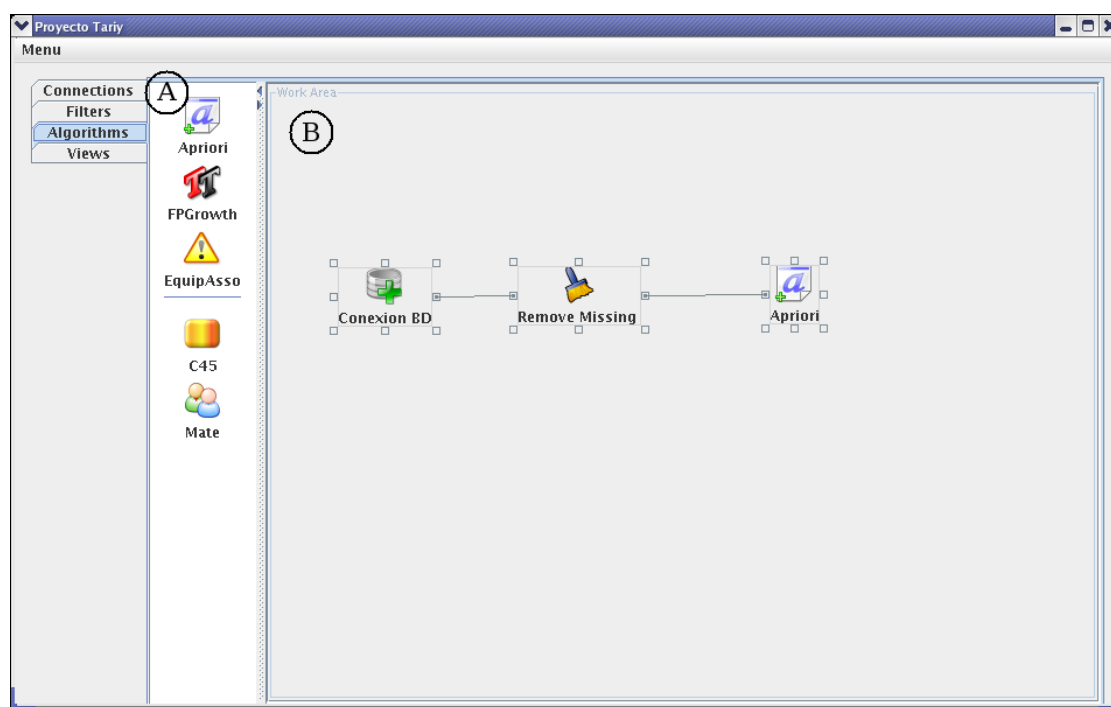 Proyecto Tariy
Menu
Connections
Filters
Algorithms
Views
A
Apriori
FPGrowth
EquipAsso
C45
Mate
Work Area
B
Conexion BD
Remove Missing
Apriori